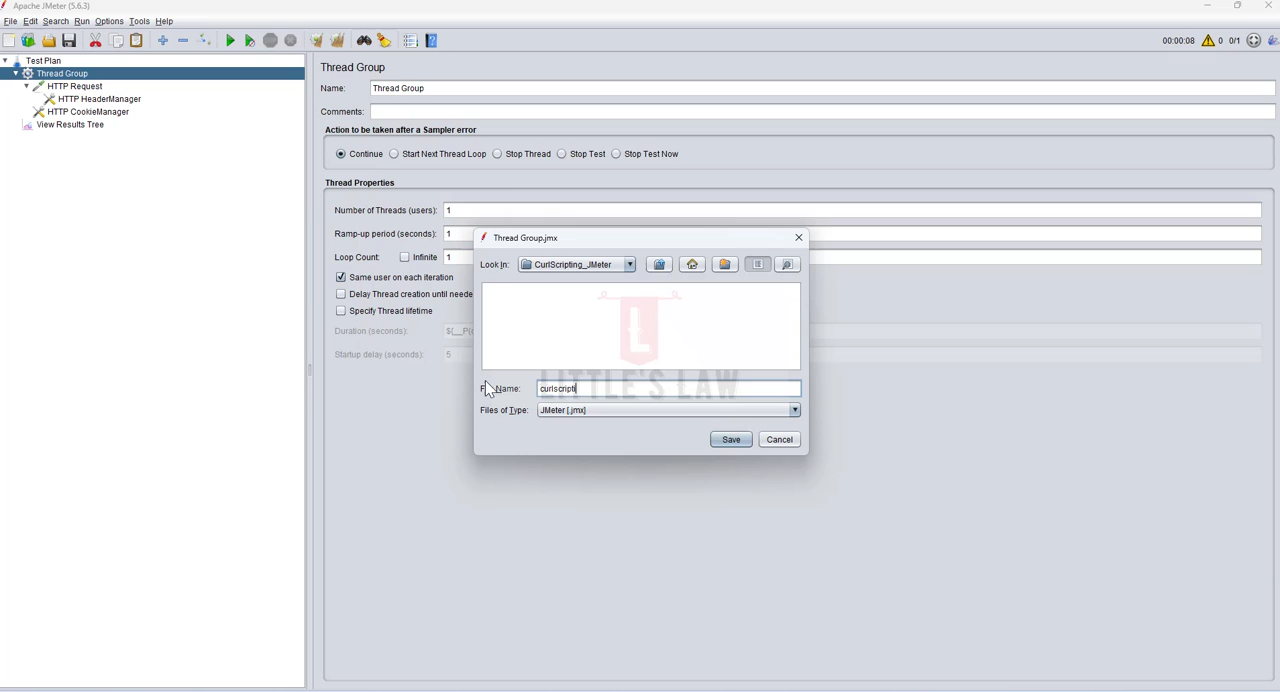 Apache JMeter (5.6.3)
File Edit Search Run Options Tools Help
00:00:08 0 0/1
Test Plan
Thread Group
HTTP Request
HTTP HeaderManager
HTTP CookieManager
View Results Tree
Thread Group
Name: Thread Group
Comments:
Action to be taken after a Sampler error
Continue Start Next Thread Loop Stop Thread Stop Test Stop Test Now
Thread Properties
Number of Threads (users): 1
Ramp-up period (seconds): 1
Loop Count: Infinite 1
Same user on each iteration
Delay Thread creation until neede
Specify Thread lifetime
Duration (seconds):
Startup delay (seconds): 5
Thread Group.jmx
Look In: CurlScripting_JMeter
L
LITTLE'S LAW
Name: curlscripti
Files of Type: JMeter [.jmx]
Save Cancel